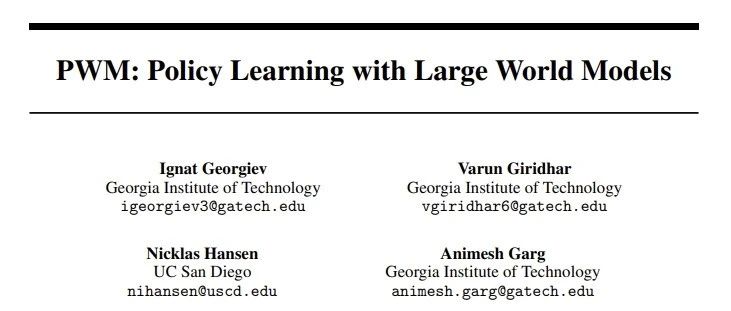 PWM: Policy Learning with Large World Models
Ignat Georgiev
Georgia Institute of Technology
igeorgiev3@gatech.edu
Varun Giridhar
Georgia Institute of Technology
vgiridhar6@gatech.edu
Nicklas Hansen
UC San Diego
nihansen@uscd.edu
Animesh Garg
Georgia Institute of Technology
animesh.garg@gatech.edu